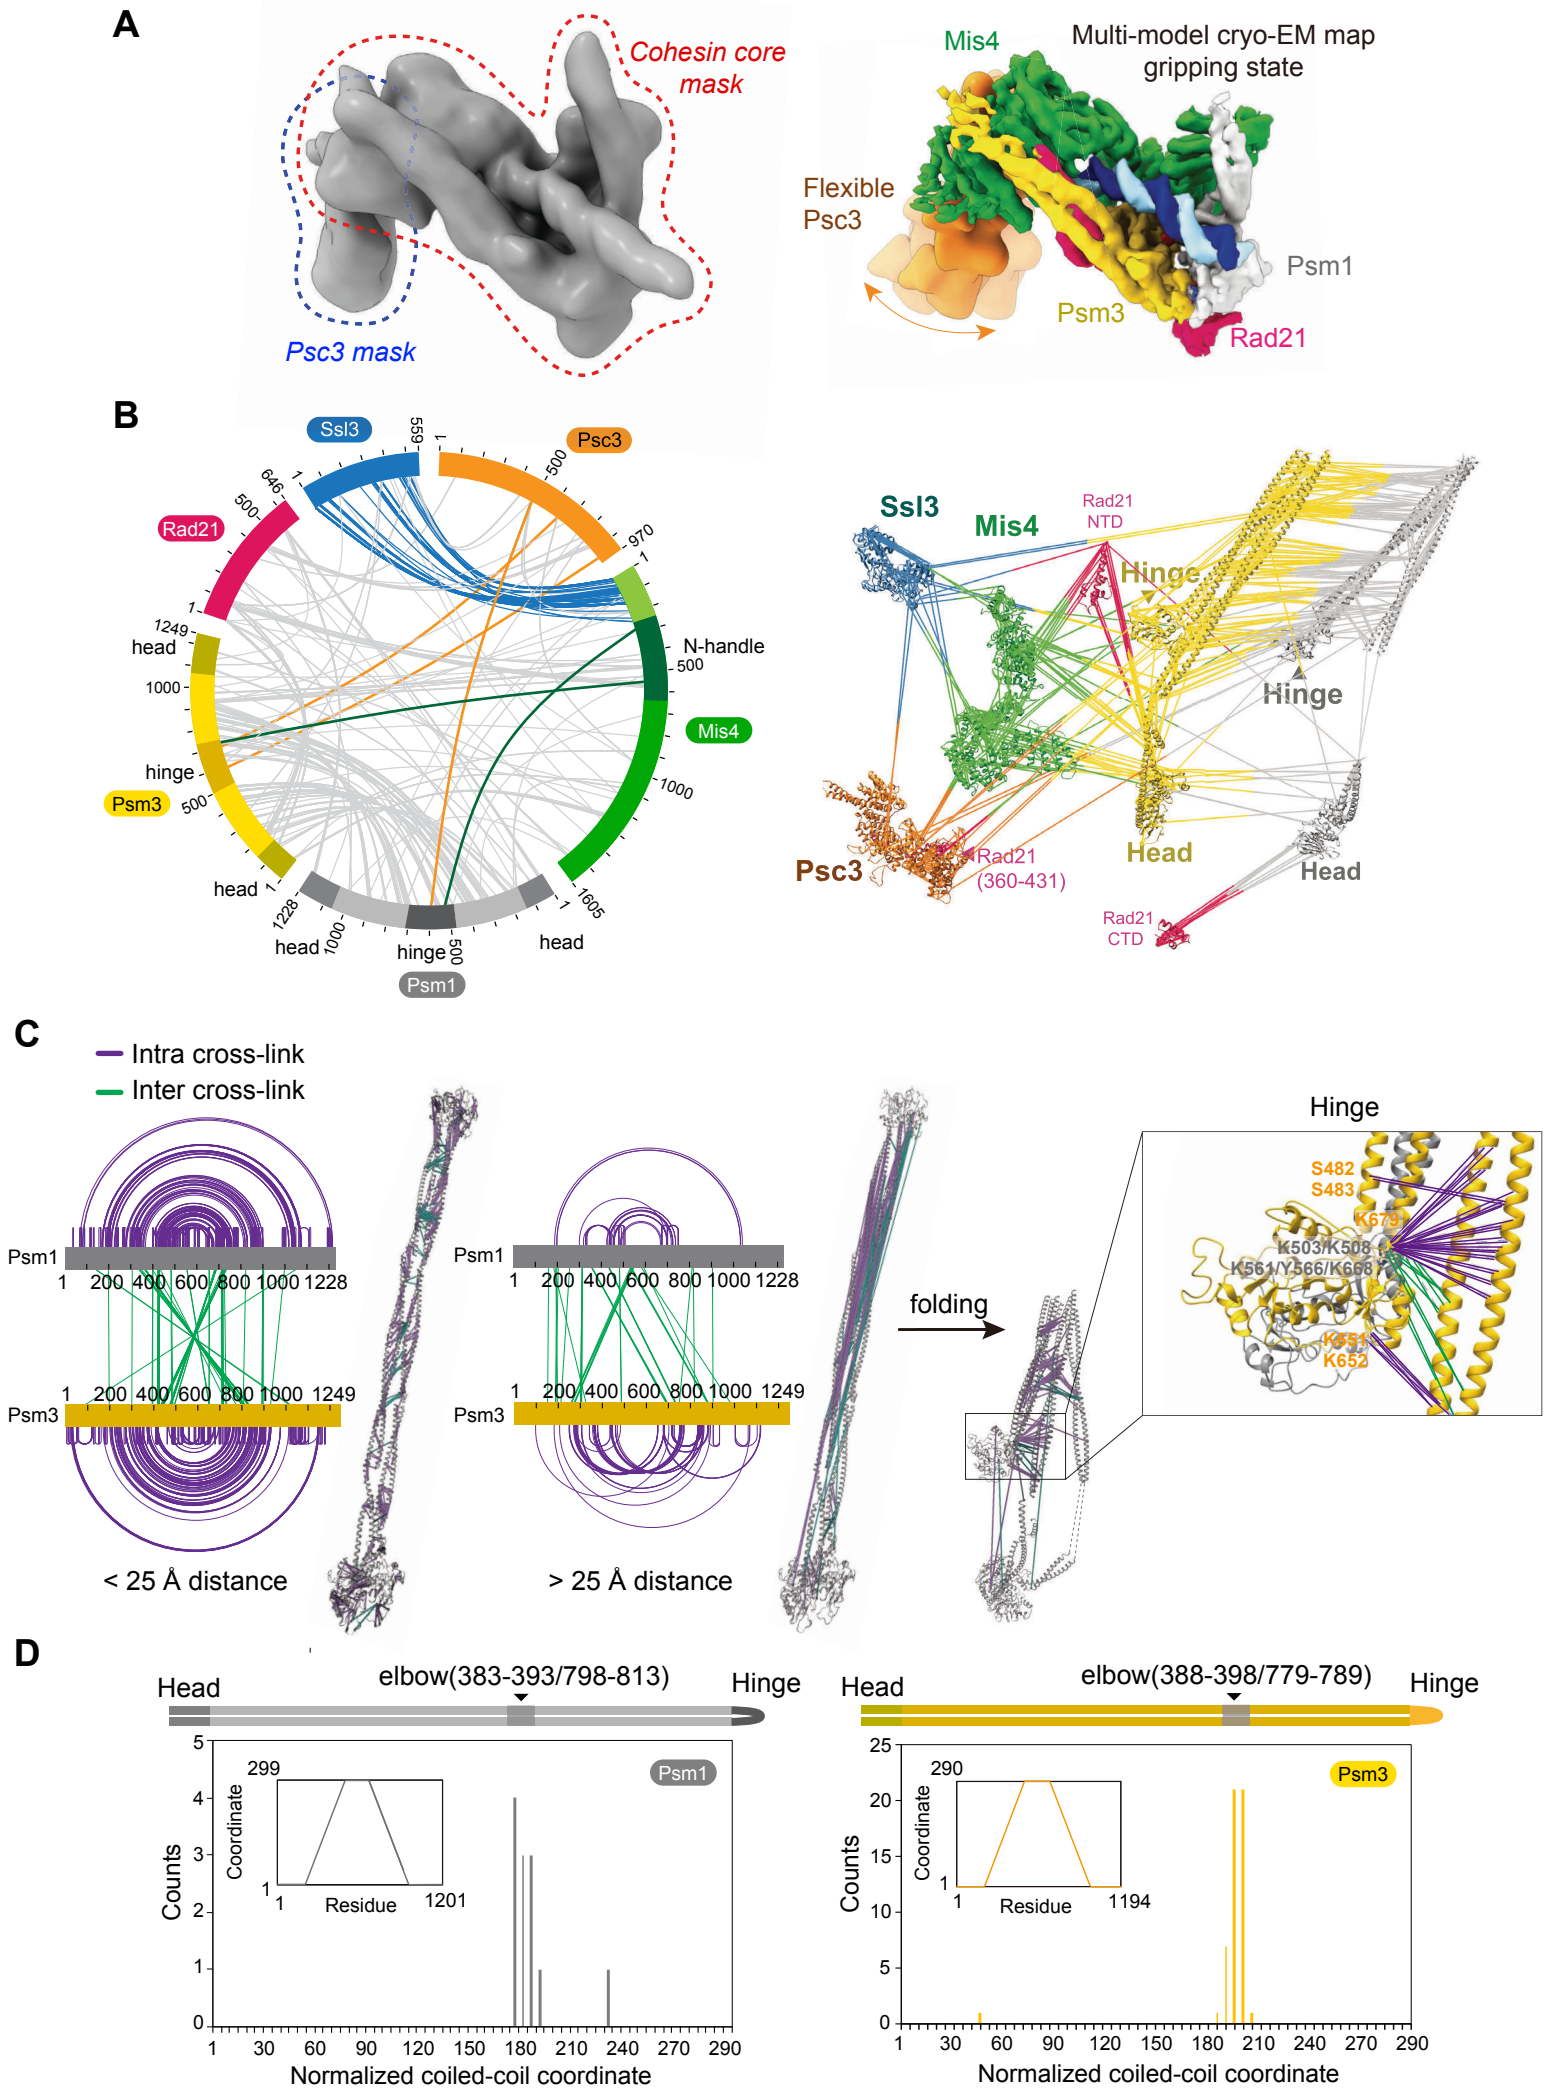 A
Cohesin core
mask
Psc3 mask
Mis4
Multi-model cryo-EM map
gripping state
Flexible
Psc3
Psm1
Psm3
Rad21
B
Ssl3
559
1
Psc3
500
970
1
646
500
Rad21
1
1
1249
head
1000
hinge
Psm3
500
head
1
1228
head
1000
hinge
500
Psm1
head
1
1605
1000
Mis4
500
N-handle
Ssl3
Mis4
Rad21
NTD
Hinge
Hinge
Psc3
Rad21
(360-431)
Head
Head
Rad21
CTD
C
Intra cross-link
Inter cross-link
Psm1
1 200 400 600 800 1000 1228
1 200 400 600 800 1000 1249
Psm3
< 25 Å distance
Psm1
1 200 400 600 800 1000 1228
1 200 400 600 800 1000 1249
Psm3
> 25 Å distance
folding
Hinge
S482
S483
K679
K503/K508
K561/Y566/K668
K651
K652
D
Head
elbow(383-393/798-813)
Hinge
5
4
3
2
1
0
Counts
299
Coordinate
1
1
Residue
1201
Psm1
1 30 60 90 120 150 180 210 240 270 290
Normalized coiled-coil coordinate
Head
elbow(388-398/779-789)
Hinge
25
20
15
10
5
0
Counts
290
Coordinate
1
1
Residue
1194
Psm3
1 30 60 90 120 150 180 210 240 270 290
Normalized coiled-coil coordinate